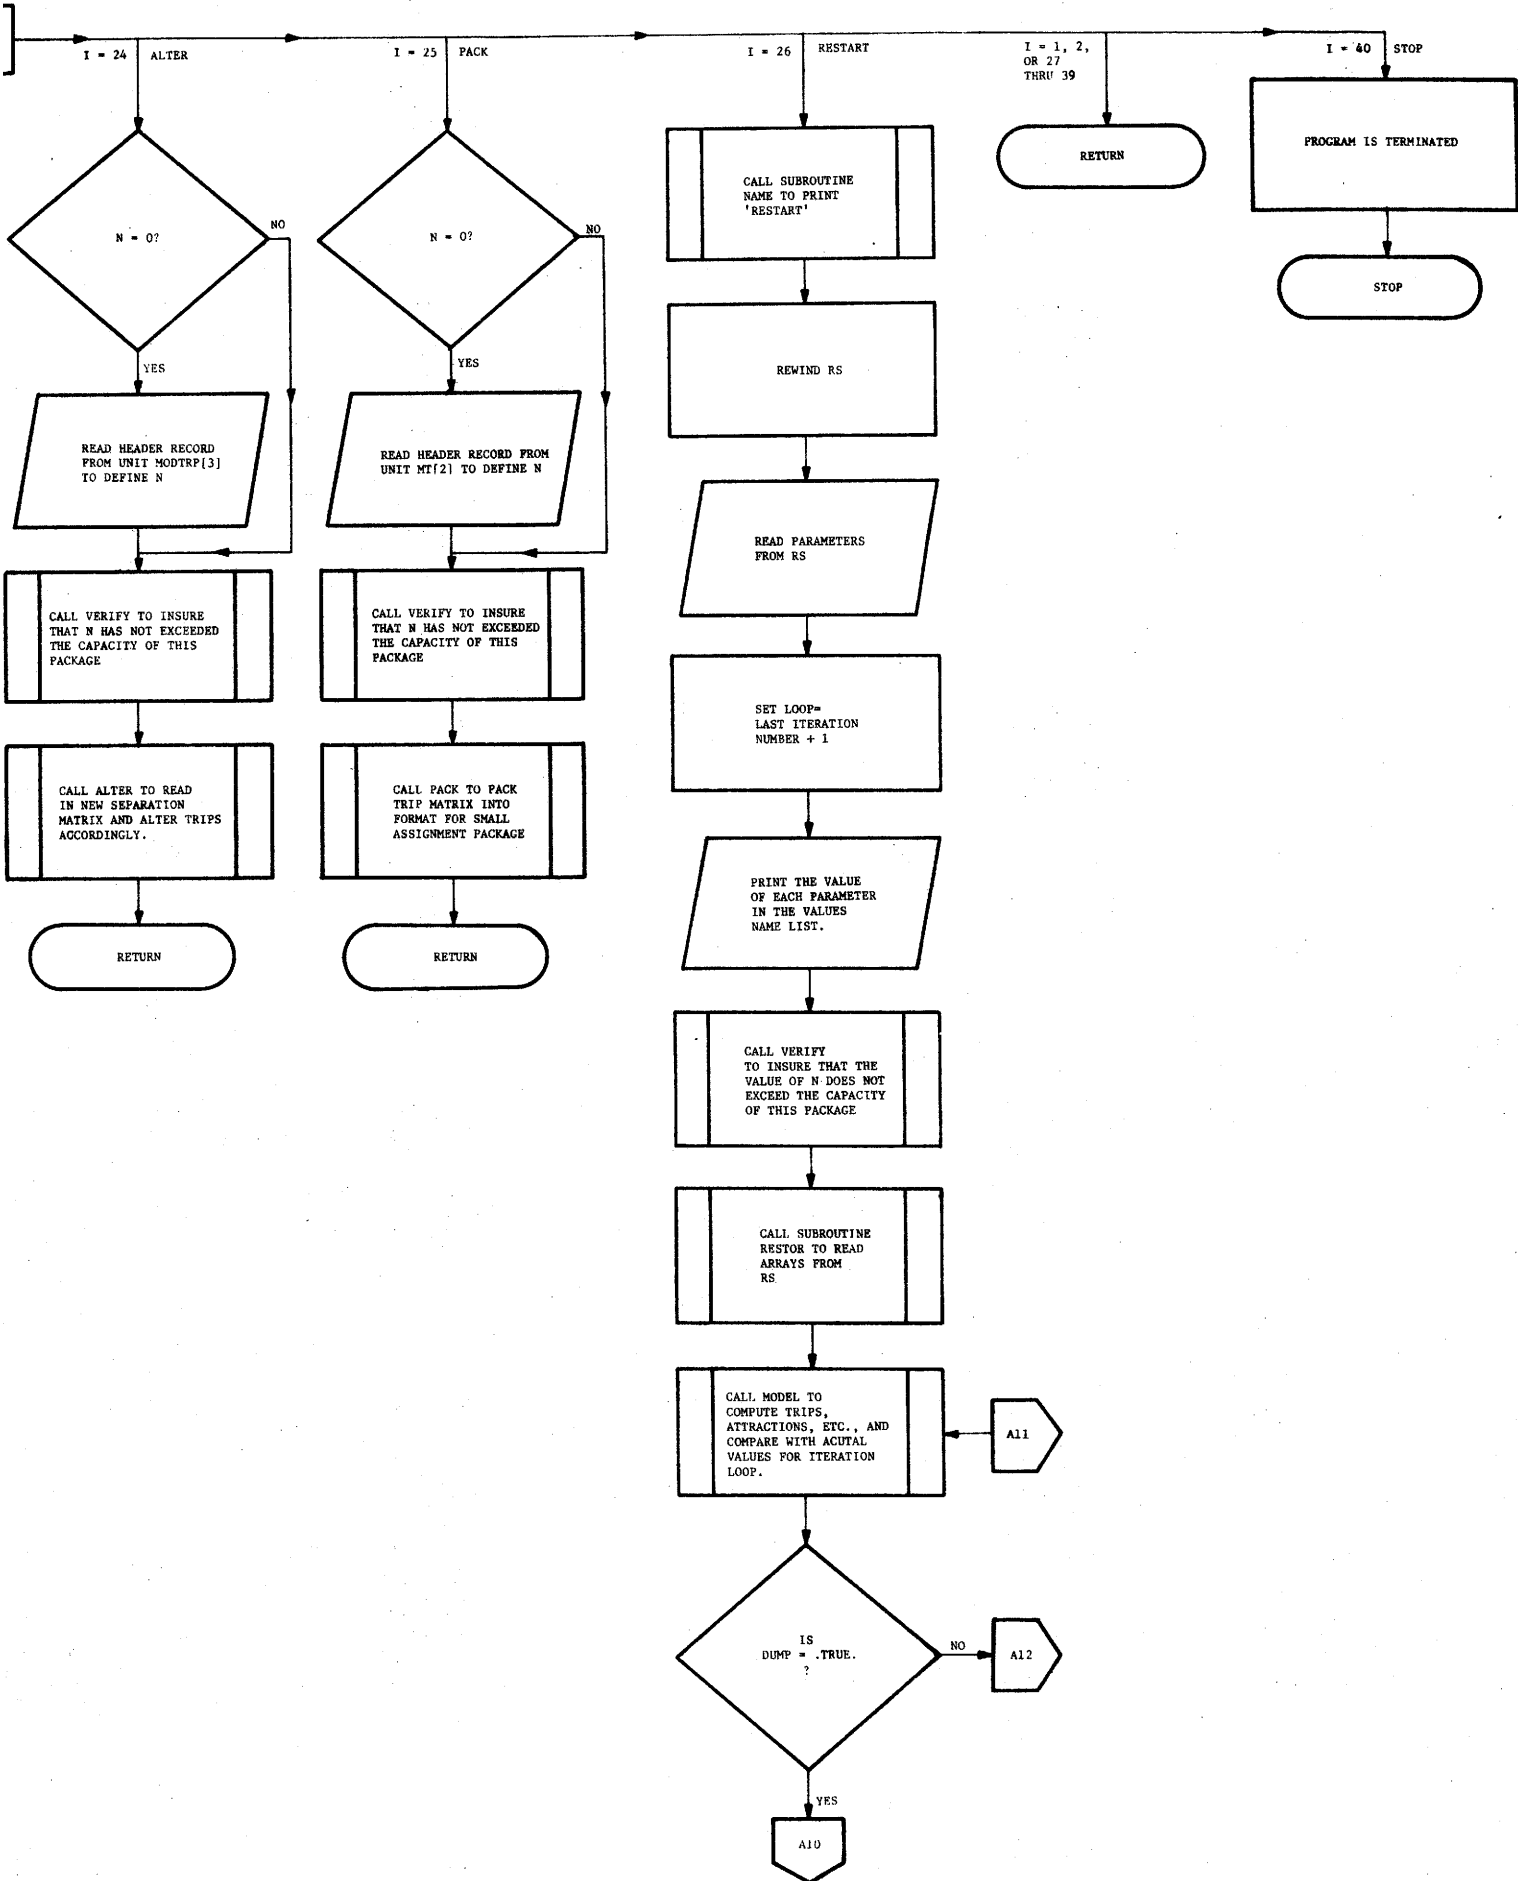 I = 24 ALTER
I = 25 PACK
I = 26 RESTART
I = 1, 2,
OR 27
THRU 39
I = 40 STOP
N = 0?
NO
YES
READ HEADER RECORD
FROM UNIT MODTRP[3]
TO DEFINE N
CALL VERIFY TO INSURE
THAT N HAS NOT EXCEEDED
THE CAPACITY OF THIS
PACKAGE
CALL ALTER TO READ
IN NEW SEPARATION
MATRIX AND ALTER TRIPS
ACCORDINGLY.
RETURN
N = 0?
NO
YES
READ HEADER RECORD FROM
UNIT MT[2] TO DEFINE N
CALL VERIFY TO INSURE
THAT N HAS NOT EXCEEDED
THE CAPACITY OF THIS
PACKAGE
CALL PACK TO PACK
TRIP MATRIX INTO
FORMAT FOR SMALL
ASSIGNMENT PACKAGE
RETURN
CALL SUBROUTINE
NAME TO PRINT
'RESTART'
REWIND RS
READ PARAMETERS
FROM RS
SET LOOP=
LAST ITERATION
NUMBER + 1
PRINT THE VALUE
OF EACH PARAMETER
IN THE VALUES
NAME LIST.
CALL VERIFY
TO INSURE THAT THE
VALUE OF N DOES NOT
EXCEED THE CAPACITY
OF THIS PACKAGE
CALL SUBROUTINE
RESTOR TO READ
ARRAYS FROM
RS
CALL MODEL TO
COMPUTE TRIPS,
ATTRACTIONS, ETC., AND
COMPARE WITH ACUTAL
VALUES FOR ITERATION
LOOP.
A11
IS
DUMP = .TRUE.
?
NO
A12
YES
A10
RETURN
PROGRAM IS TERMINATED
STOP